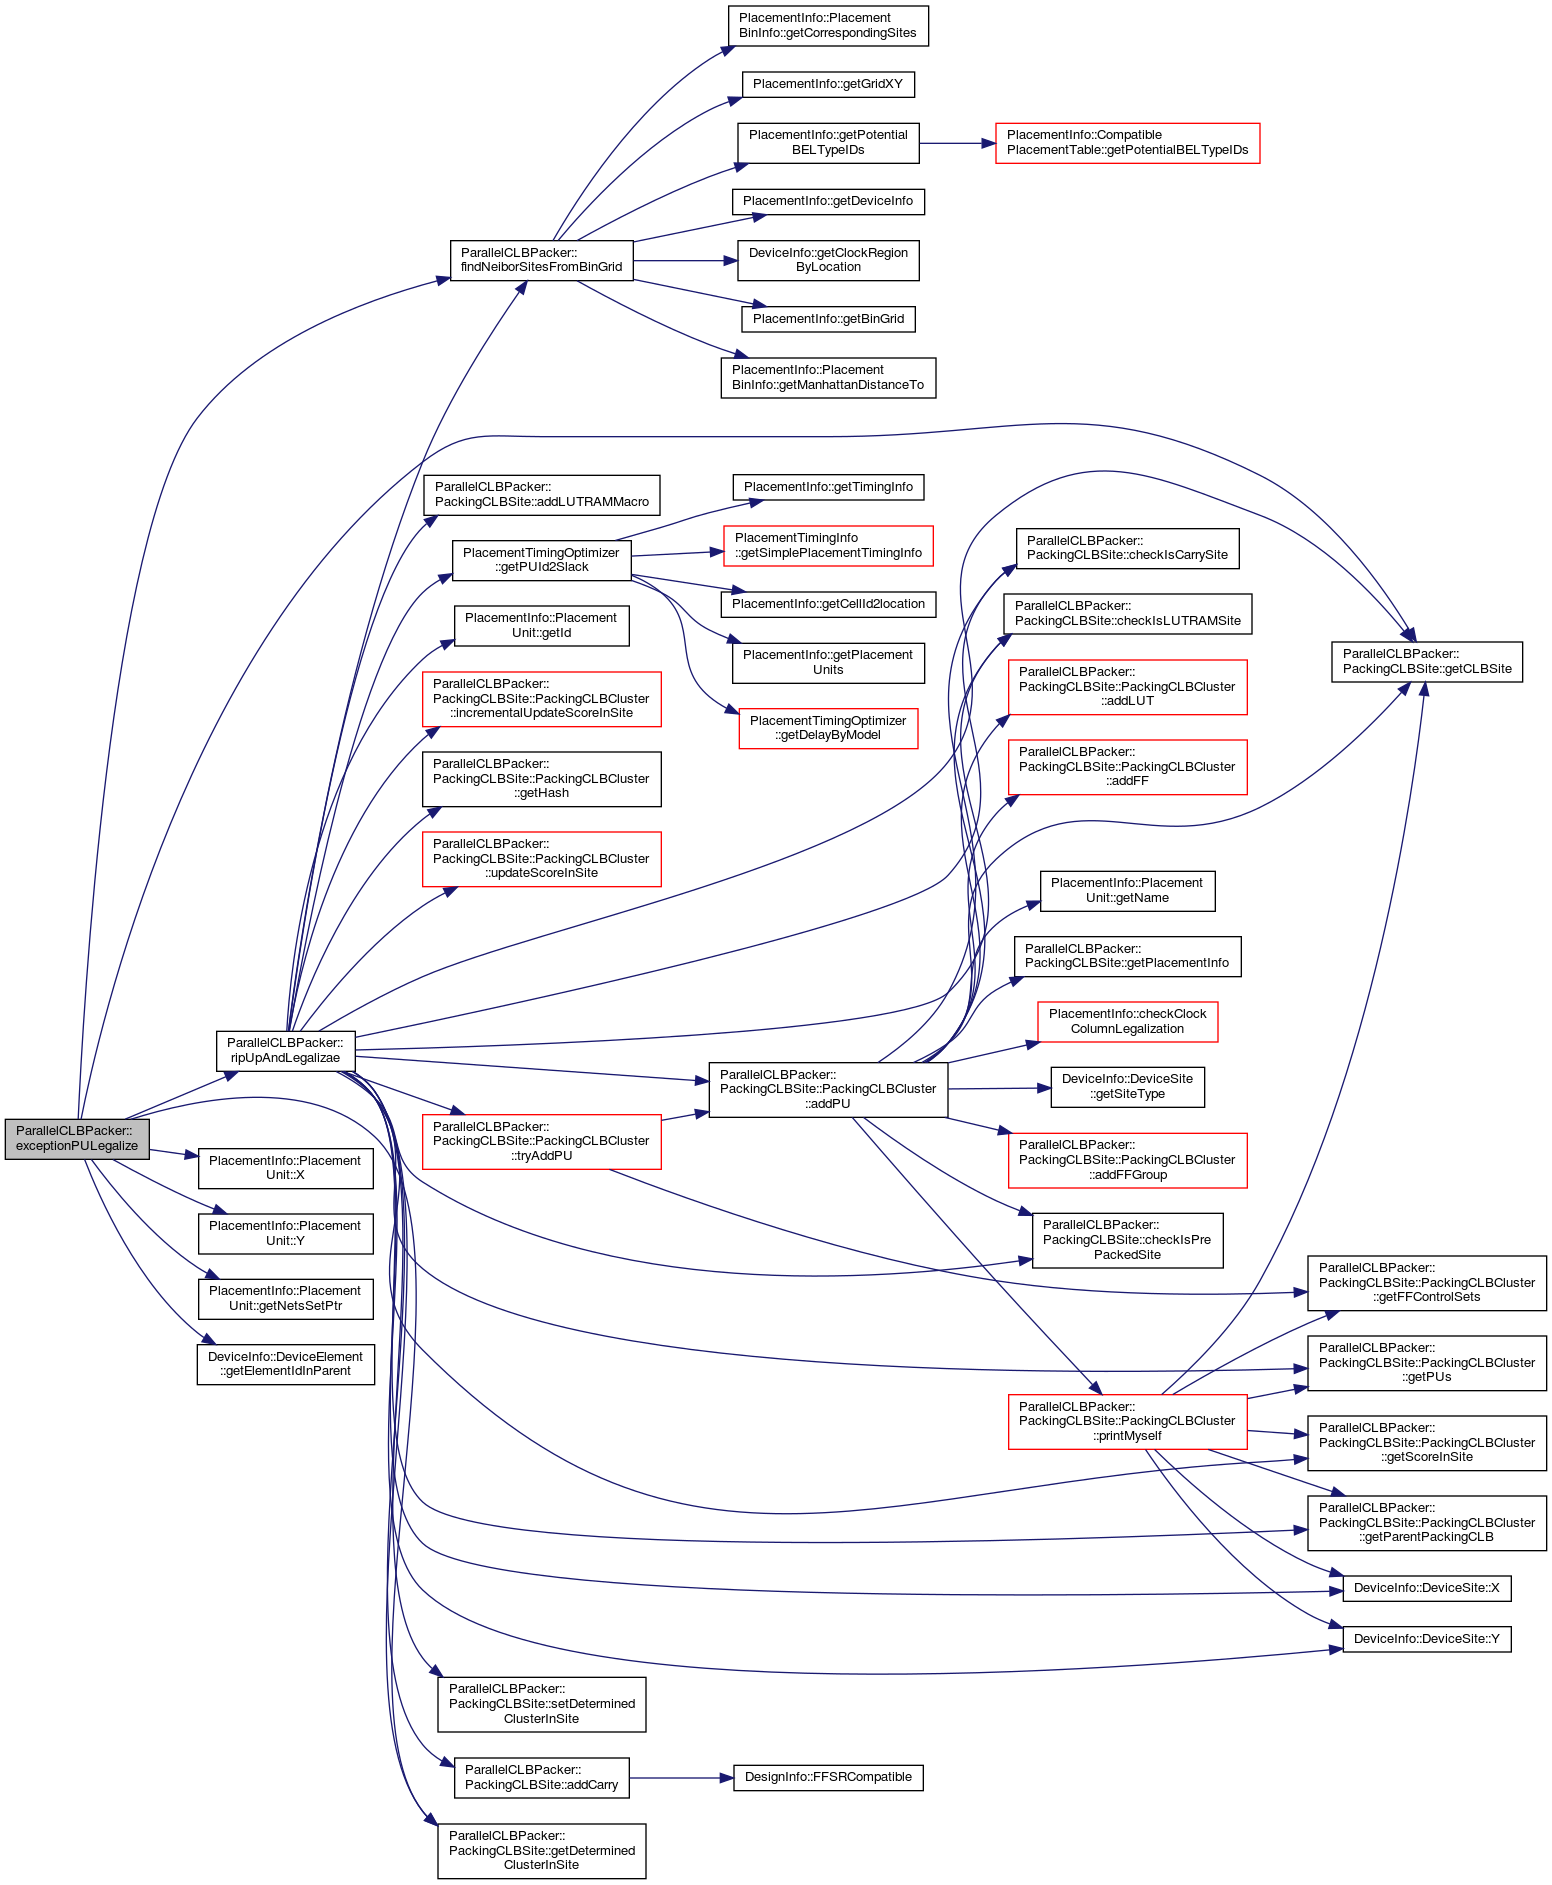 PlacementInfo::Placement
BinInfo::getCorrespondingSites
PlacementInfo::getGridXY
PlacementInfo::getPotential
BELTypeIDs
PlacementInfo::Compatible
PlacementTable::getPotentialBELTypeIDs
PlacementInfo::getDeviceInfo
ParallelCLBPacker::
findNeiborSitesFromBinGrid
DeviceInfo::getClockRegion
ByLocation
PlacementInfo::getBinGrid
PlacementInfo::Placement
BinInfo::getManhattanDistanceTo
ParallelCLBPacker::
PackingCLBSite::addLUTRAMMacro
PlacementInfo::getTimingInfo
PlacementTimingOptimizer
::getPUId2Slack
PlacementTimingInfo
::getSimplePlacementTimingInfo
ParallelCLBPacker::
PackingCLBSite::checkIsCarrySite
PlacementInfo::getCellId2location
ParallelCLBPacker::
PackingCLBSite::checkIsLUTRAMSite
PlacementInfo::Placement
Unit::getId
PlacementInfo::getPlacement
Units
ParallelCLBPacker::
PackingCLBSite::getCLBSite
ParallelCLBPacker::
PackingCLBSite::PackingCLBCluster
::addLUT
ParallelCLBPacker::
PackingCLBSite::PackingCLBCluster
::incrementalUpdateScoreInSite
PlacementTimingOptimizer
::getDelayByModel
ParallelCLBPacker::
PackingCLBSite::PackingCLBCluster
::addFF
ParallelCLBPacker::
PackingCLBSite::PackingCLBCluster
::getHash
ParallelCLBPacker::
PackingCLBSite::PackingCLBCluster
::updateScoreInSite
PlacementInfo::Placement
Unit::getName
ParallelCLBPacker::
PackingCLBSite::getPlacementInfo
PlacementInfo::checkClock
ColumnLegalization
ParallelCLBPacker::
ripUpAndLegalizae
ParallelCLBPacker::
PackingCLBSite::PackingCLBCluster
::addPU
DeviceInfo::DeviceSite
::getSiteType
ParallelCLBPacker::
exceptionPULegalize
ParallelCLBPacker::
PackingCLBSite::PackingCLBCluster
::tryAddPU
ParallelCLBPacker::
PackingCLBSite::PackingCLBCluster
::addFFGroup
PlacementInfo::Placement
Unit::X
PlacementInfo::Placement
Unit::Y
ParallelCLBPacker::
PackingCLBSite::checkIsPre
PackedSite
PlacementInfo::Placement
Unit::getNetsSetPtr
ParallelCLBPacker::
PackingCLBSite::PackingCLBCluster
::getFFControlSets
DeviceInfo::DeviceElement
::getElementIdInParent
ParallelCLBPacker::
PackingCLBSite::PackingCLBCluster
::getPUs
ParallelCLBPacker::
PackingCLBSite::PackingCLBCluster
::printMyself
ParallelCLBPacker::
PackingCLBSite::PackingCLBCluster
::getScoreInSite
ParallelCLBPacker::
PackingCLBSite::PackingCLBCluster
::getParentPackingCLB
DeviceInfo::DeviceSite::X
DeviceInfo::DeviceSite::Y
ParallelCLBPacker::
PackingCLBSite::setDetermined
ClusterInSite
ParallelCLBPacker::
PackingCLBSite::addCarry
DesignInfo::FFSRCompatible
ParallelCLBPacker::
PackingCLBSite::getDetermined
ClusterInSite